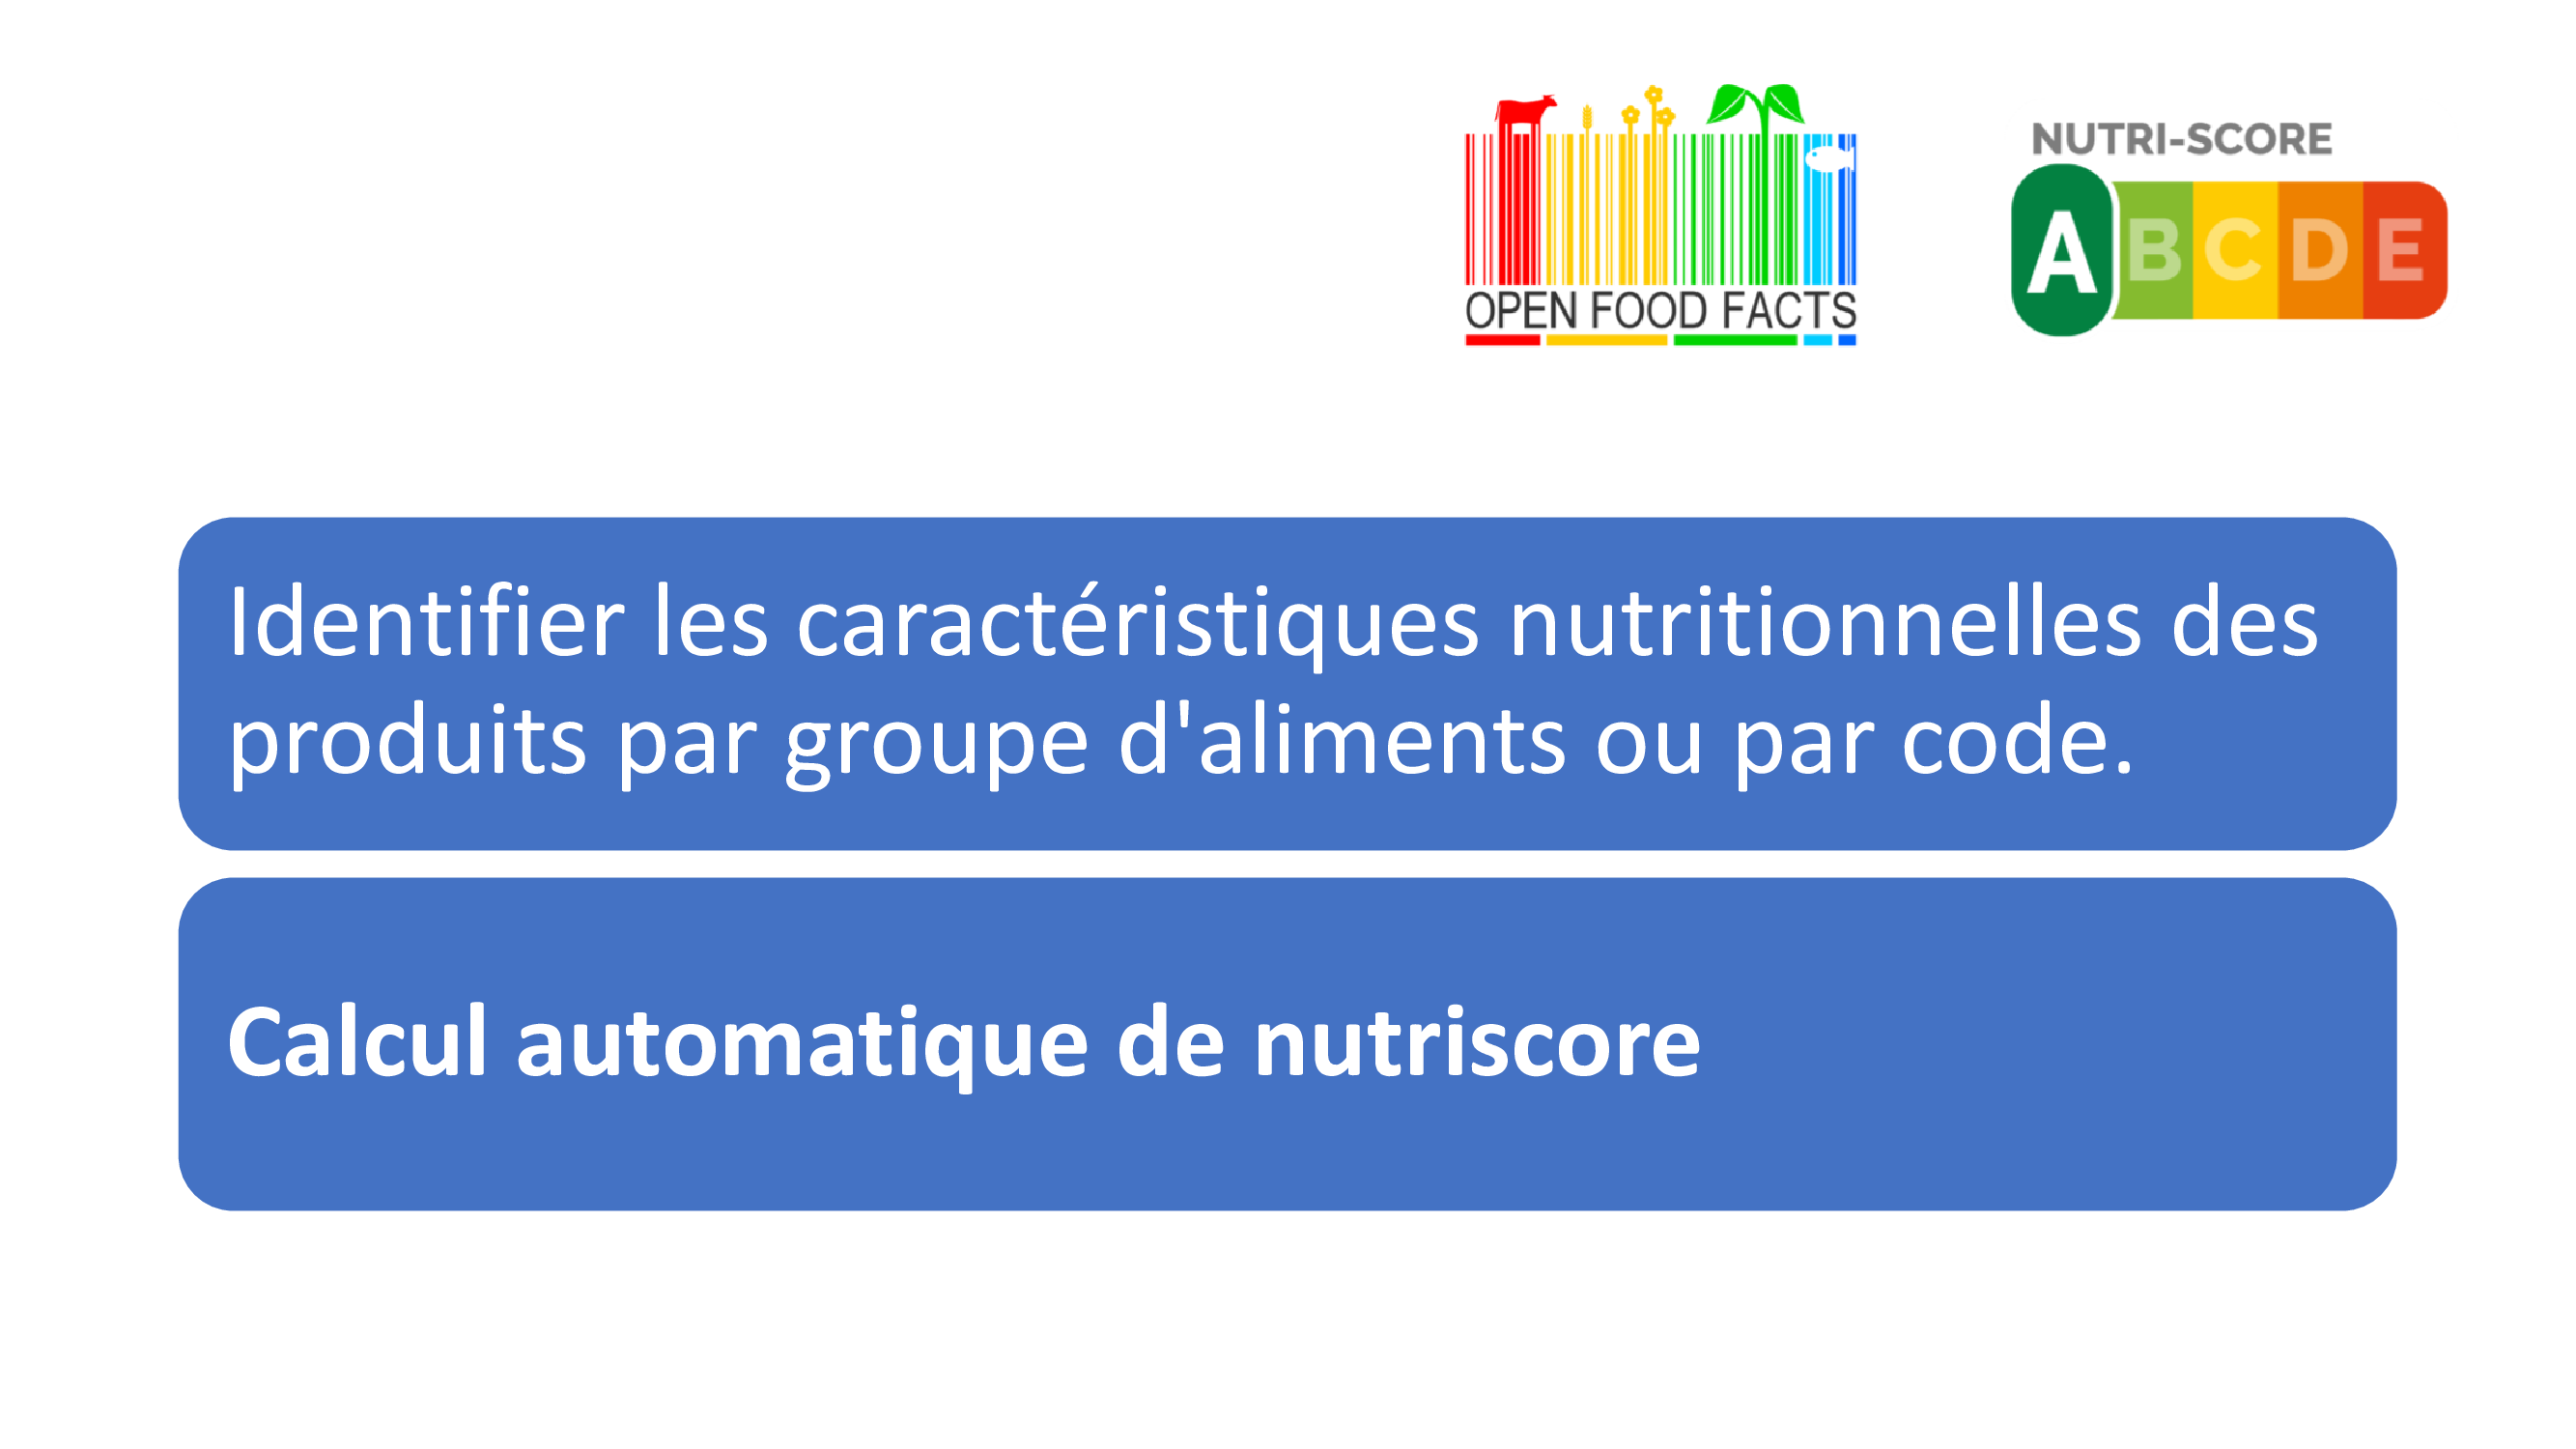 OPEN FOOD FACTS
NUTRI-SCORE
A B C D E
Identifier les caractéristiques nutritionnelles des
produits par groupe d'aliments ou par code.
Calcul automatique de nutriscore